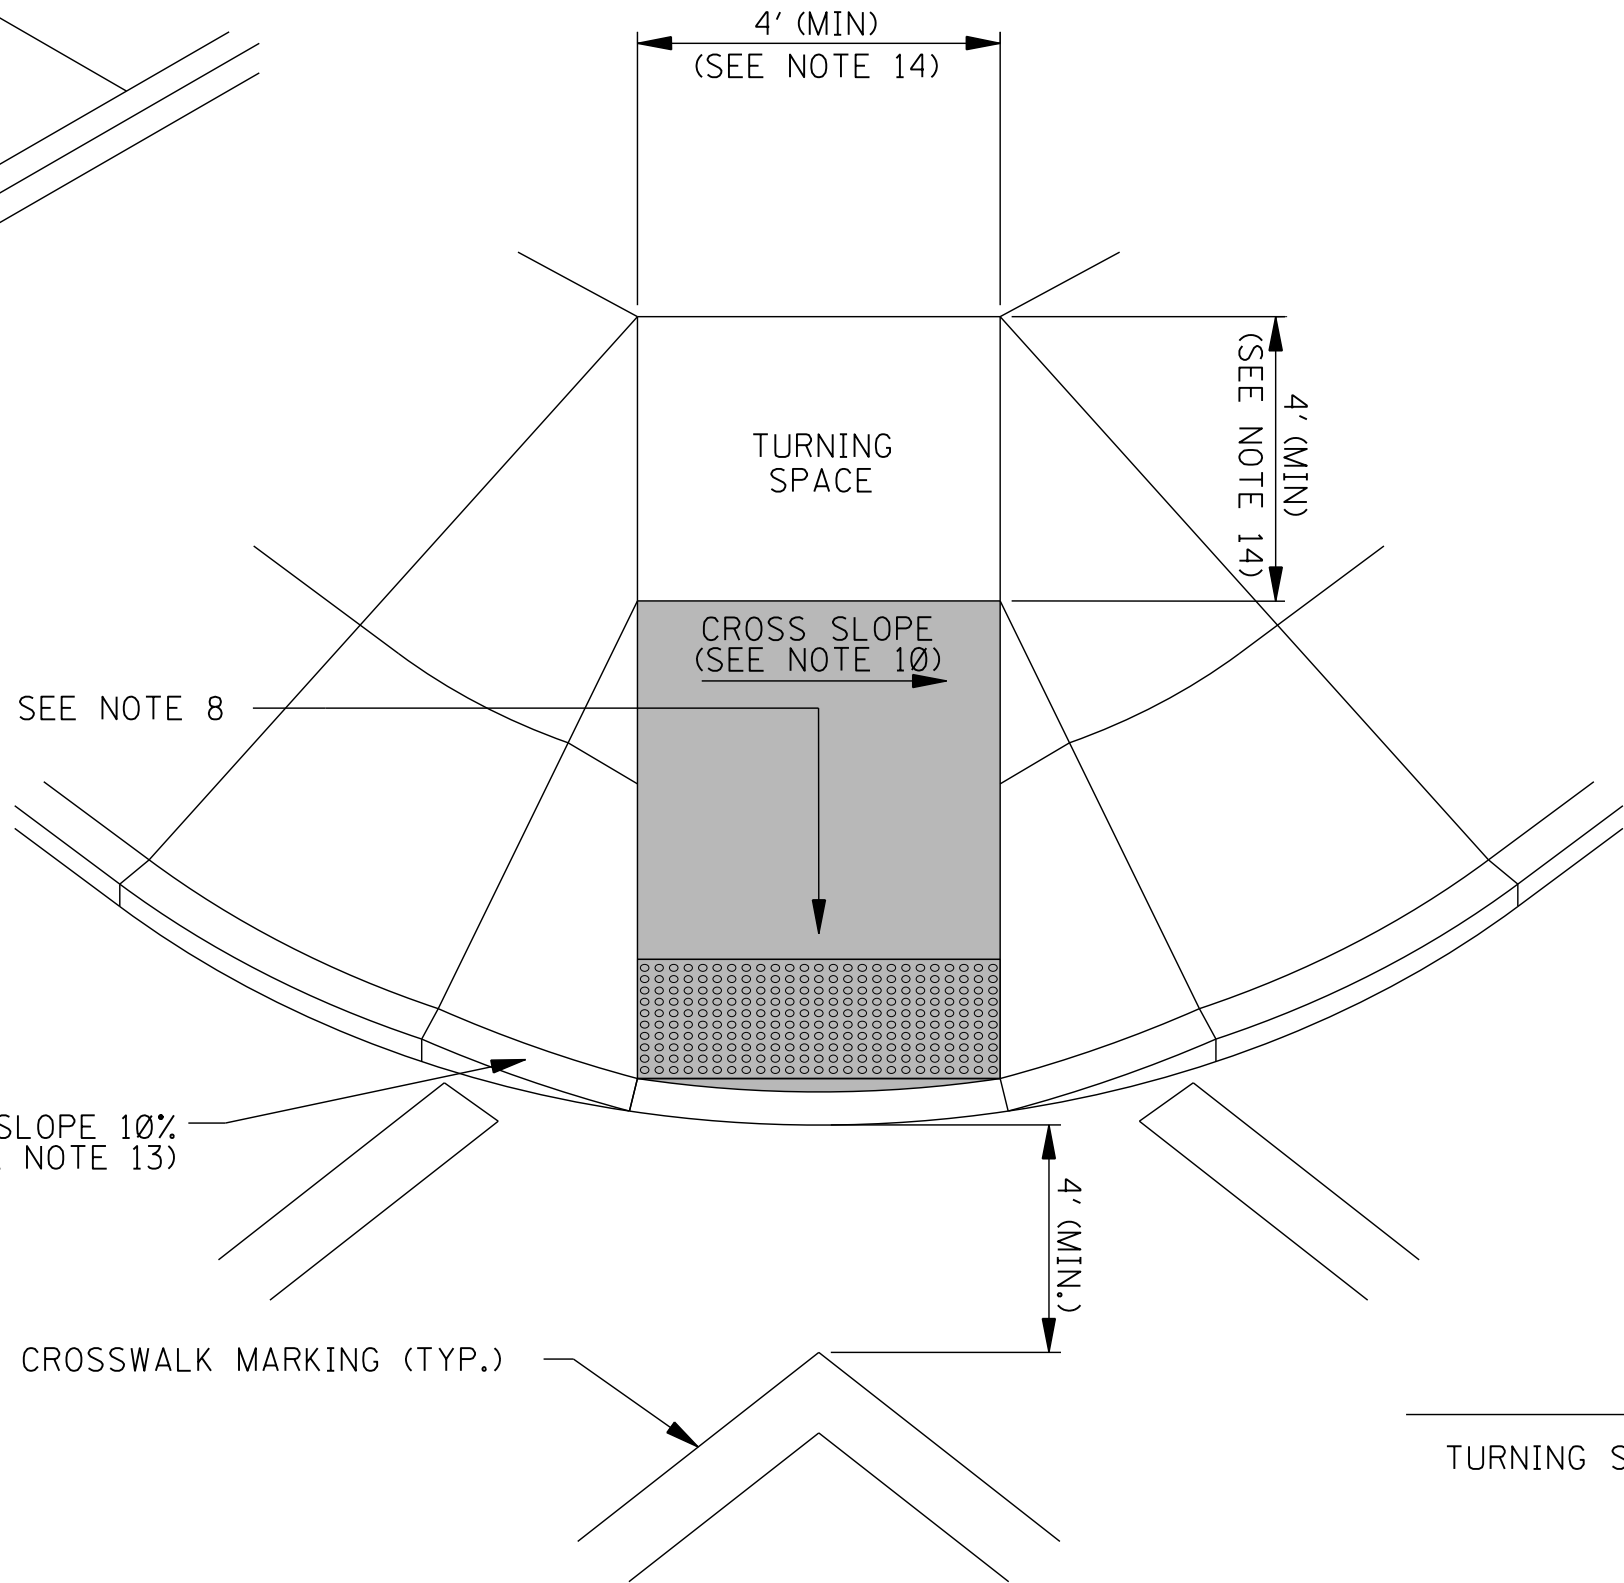 4' (MIN)
(SEE NOTE 14)
4' (MIN)
(SEE NOTE 14)
TURNING
SPACE
CROSS SLOPE
(SEE NOTE 10)
SEE NOTE 8
SLOPE 10%
NOTE 13)
4' (MIN.)
CROSSWALK MARKING (TYP.)
TURNING S